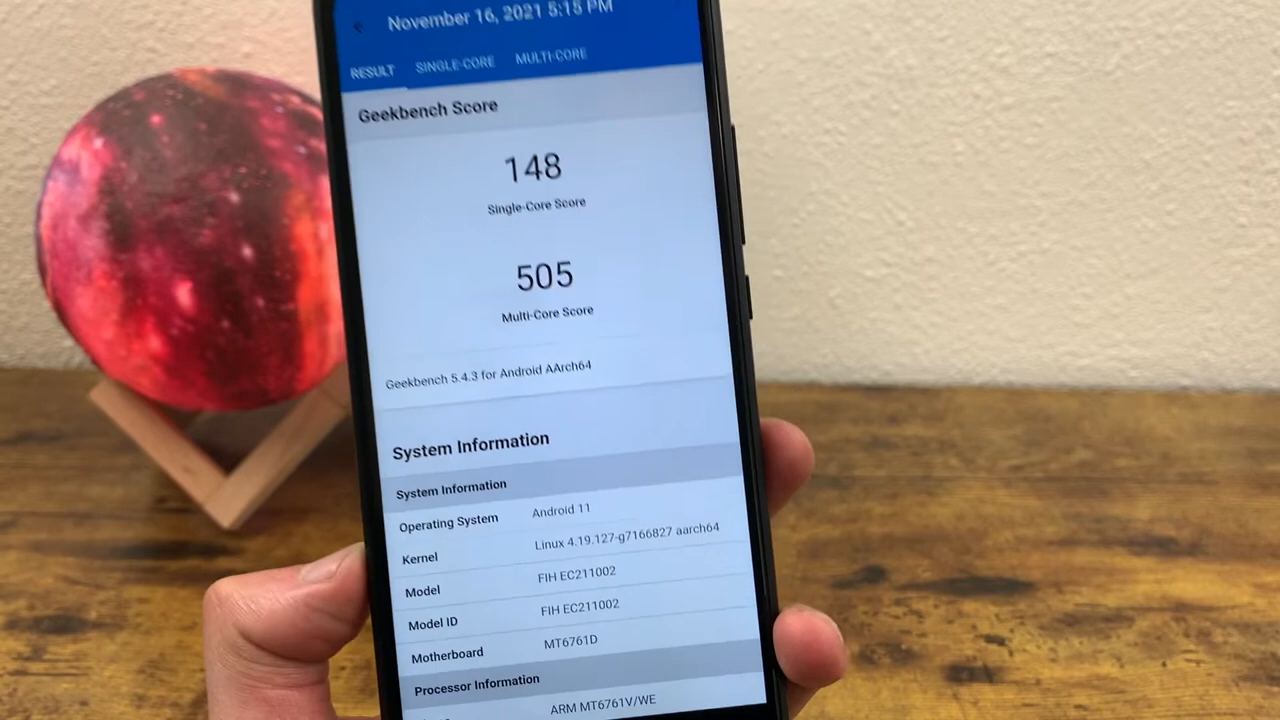 November 16, 2021 5:15 PM
RESULT SINGLE-CORE MULTI-CORE
Geekbench Score
148
Single-Core Score
505
Multi-Core Score
Geekbench 5.4.3 for Android AArch64
System Information
System Information
Operating System Android 11
Kernel Linux 4.19.127-g7166827 aarch64
Model FIH EC211002
Model ID FIH EC211002
Motherboard MT6761D
Processor Information
ARM MT6761V/WE